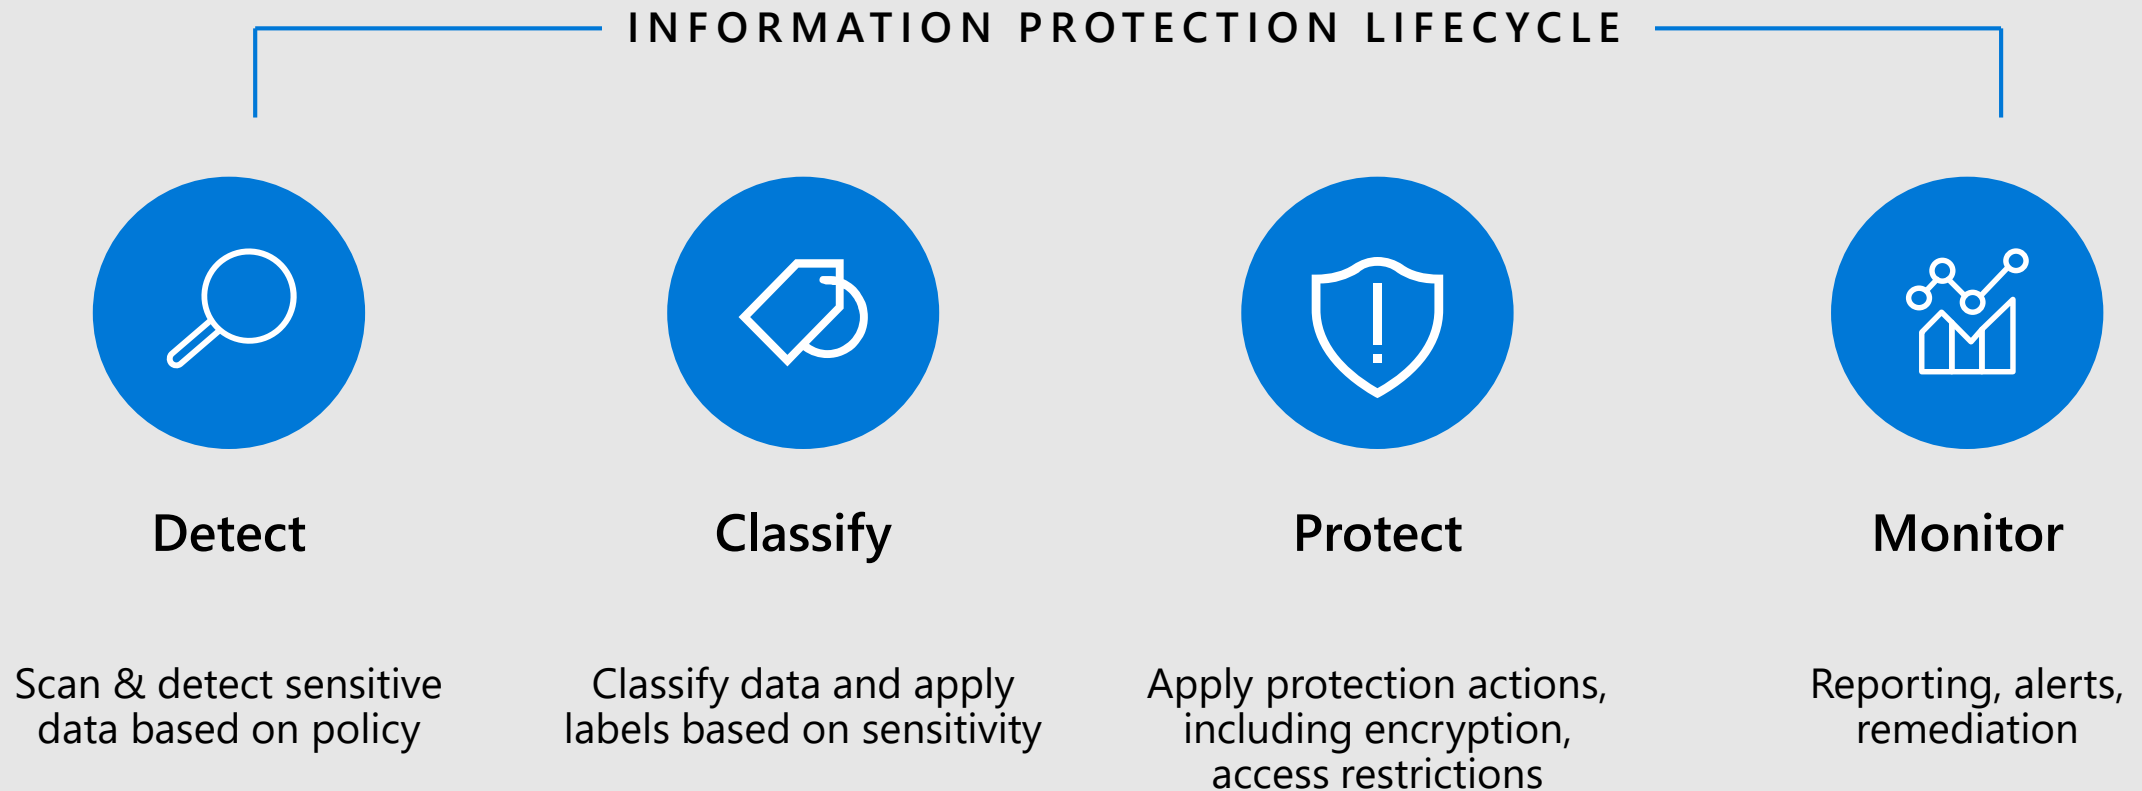 INFORMATION PROTECTION LIFECYCLE
Detect
Scan & detect sensitive
data based on policy
Classify
Classify data and apply
labels based on sensitivity
Protect
Apply protection actions,
including encryption,
access restrictions
Monitor
Reporting, alerts,
remediation